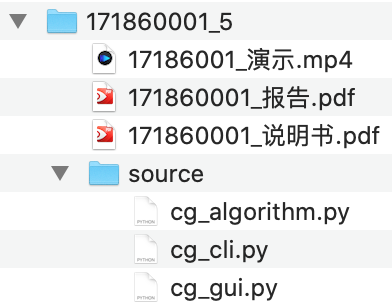 171860001_5
17186001_演示.mp4
171860001_报告.pdf
171860001_说明书.pdf
source
cg_algorithm.py
cg_cli.py
cg_gui.py